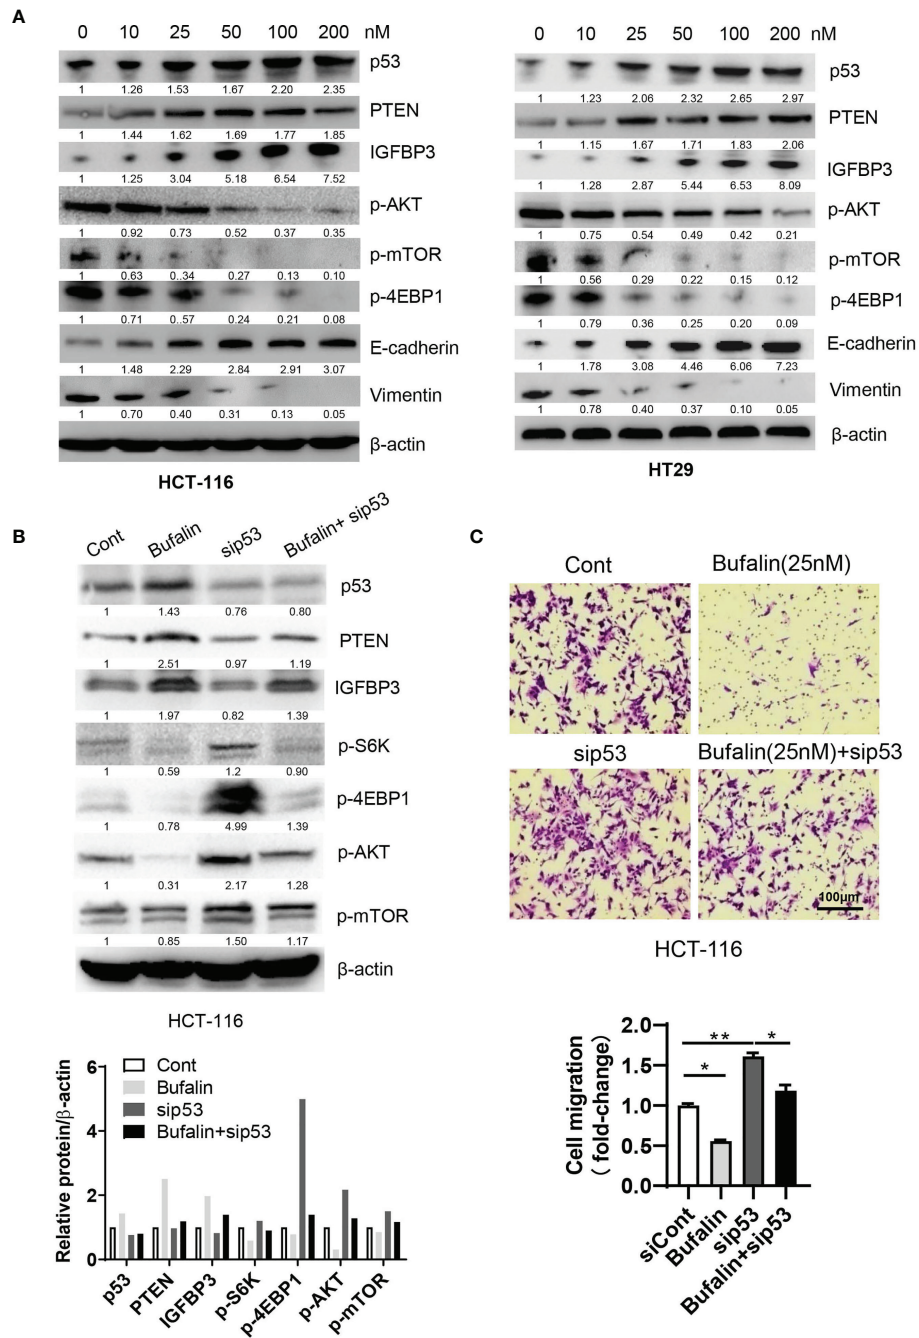 A
0 10 25 50 100 200 nM
p53
1 1.26 1.53 1.67 2.20 2.35
PTEN
1 1.44 1.62 1.69 1.77 1.85
IGFBP3
1 1.25 3.04 5.18 6.54 7.52
p-AKT
1 0.92 0.73 0.52 0.37 0.35
p-mTOR
1 0.63 0..34 0.27 0.13 0.10
p-4EBP1
1 0.71 0..57 0.24 0.21 0.08
E-cadherin
1 1.48 2.29 2.84 2.91 3.07
Vimentin
1 0.70 0.40 0.31 0.13 0.05
β-actin
HCT-116
0 10 25 50 100 200 nM
p53
1 1.23 2.06 2.32 2.65 2.97
PTEN
1 1.15 1.67 1.71 1.83 2.06
IGFBP3
1 1.28 2.87 5.44 6.53 8.09
p-AKT
1 0.75 0.54 0.49 0.42 0.21
p-mTOR
1 0.56 0.29 0.22 0.15 0.12
p-4EBP1
1 0.79 0.36 0.25 0.20 0.09
E-cadherin
1 1.78 3.08 4.46 6.06 7.23
Vimentin
1 0.78 0.40 0.37 0.10 0.05
β-actin
HT29
B
Cont Bufalin sip53 Bufalin+ sip53
p53
1 1.43 0.76 0.80
PTEN
1 2.51 0.97 1.19
IGFBP3
1 1.97 0.82 1.39
p-S6K
1 0.59 1.2 0.90
p-4EBP1
1 0.78 4.99 1.39
p-AKT
1 0.31 2.17 1.28
p-mTOR
1 0.85 1.50 1.17
β-actin
HCT-116
Relative protein/β-actin
6
4
2
0
Cont
Bufalin
sip53
Bufalin+sip53
p53 PTEN IGFBP3 p-S6K p-4EBP1 p-AKT p-mTOR
C
Cont Bufalin(25nM)
sip53 Bufalin(25nM)+sip53
100μm
HCT-116
Cell migration
( fold-change)
2.0
1.5
1.0
0.5
0.0
** *
*
siCont Bufalin sip53 Bufalin+sip53